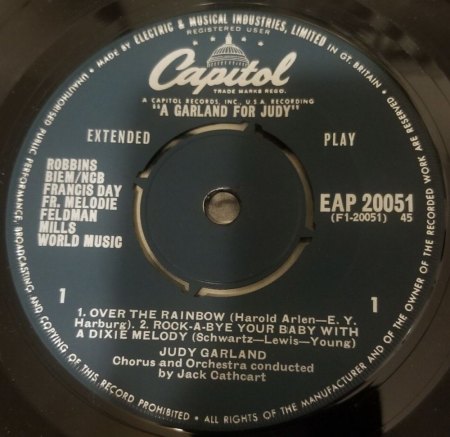 MADE BY ELECTRIC & MUSICAL INDUSTRIES, LIMITED IN GT. BRITAIN
REGISTERED USER
Capitol
TRADE MARKS REGD.
A CAPITOL RECORDS, INC., U.S.A. RECORDING
"A GARLAND FOR JUDY"
EXTENDED PLAY
ROBBINS
BIEM/NCB
FRANCIS DAY
FR. MELODIE
FELDMAN
MILLS
WORLD MUSIC
EAP 20051
(F1-20051) 45
1 1
1. OVER THE RAINBOW (Harold Arlen—E. Y.
Harburg). 2. ROCK-A-BYE YOUR BABY WITH
A DIXIE MELODY (Schwartz—Lewis—Young)
JUDY GARLAND
Chorus and Orchestra conducted
by Jack Cathcart
ALL RIGHTS OF THE MANUFACTURER AND OF THE OWNER OF THE RECORDED WORK ARE RESERVED
UNAUTHORISED PUBLIC PERFORMANCE, BROADCASTING AND COPYING OF THIS RECORD PROHIBITED